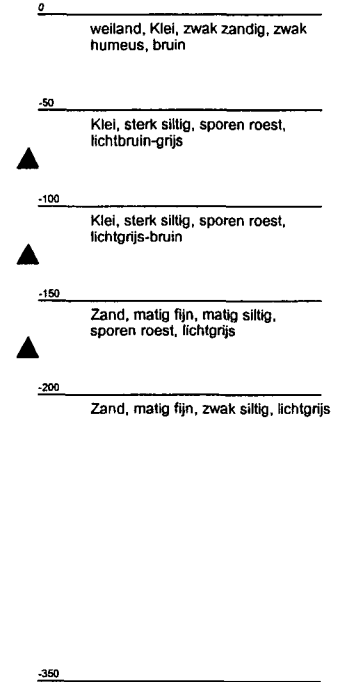 0
weiland, Klei, zwak zandig, zwak
humeus, bruin
-50
Klei, sterk siltig, sporen roest,
lichtbruin-grijs
-100
Klei, sterk siltig, sporen roest,
lichtgrijs-bruin
-150
Zand, matig fijn, matig siltig,
sporen roest, lichtgrijs
-200
Zand, matig fijn, zwak siltig, lichtgrijs
-350